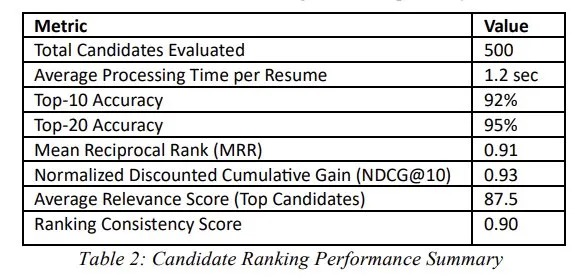 Metric Value
Total Candidates Evaluated 500
Average Processing Time per Resume 1.2 sec
Top-10 Accuracy 92%
Top-20 Accuracy 95%
Mean Reciprocal Rank (MRR) 0.91
Normalized Discounted Cumulative Gain (NDCG@10) 0.93
Average Relevance Score (Top Candidates) 87.5
Ranking Consistency Score 0.90
Table 2: Candidate Ranking Performance Summary